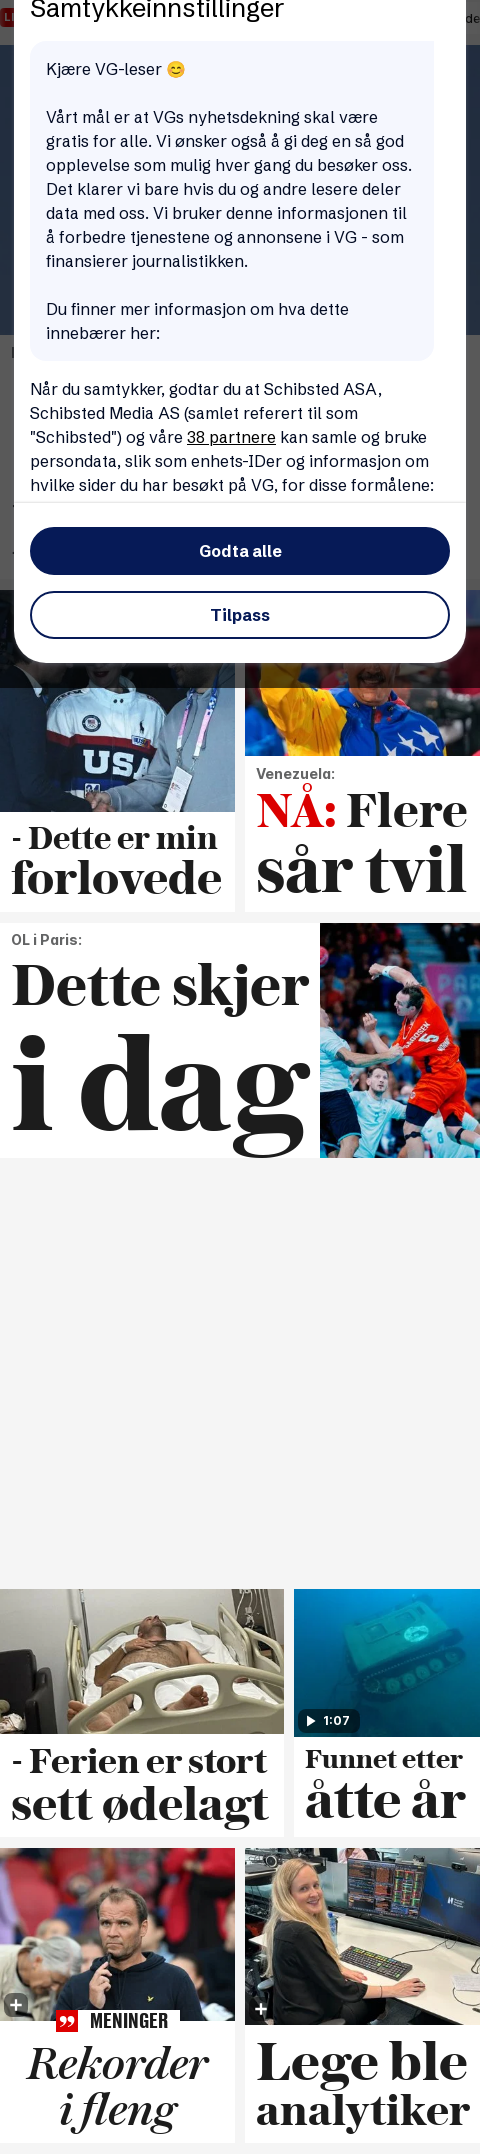 Samtykkeinnstillinger
Kjære VG-leser 😊
Vårt mål er at VGs nyhetsdekning skal være
gratis for alle. Vi ønsker også å gi deg en så god
opplevelse som mulig hver gang du besøker oss.
Det klarer vi bare hvis du og andre lesere deler
data med oss. Vi bruker denne informasjonen til
å forbedre tjenestene og annonsene i VG - som
finansierer journalistikken.
Du finner mer informasjon om hva dette
innebærer her:
Når du samtykker, godtar du at Schibsted ASA,
Schibsted Media AS (samlet referert til som
"Schibsted") og våre 38 partnere kan samle og bruke
persondata, slik som enhets-IDer og informasjon om
hvilke sider du har besøkt på VG, for disse formålene:
Godta alle
Tilpass
USA
- Dette er min
forlovede
Venezuela:
NÅ: Flere
sår tvil
OL i Paris:
Dette skjer
i dag
SAGOSEN
5
8
- Ferien er stort
sett ødelagt
1:07
Funnet etter
åtte år
MENINGER
Rekorder
i fleng
Lege ble
analytiker